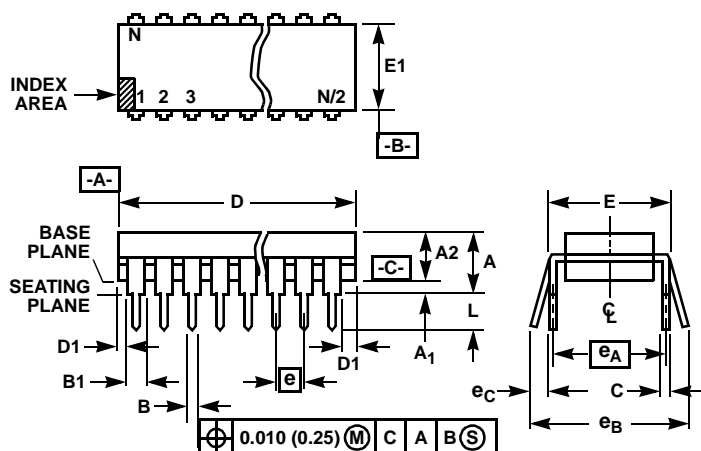 N
E1
INDEX
AREA
1 2 3 N/2
-B-
-A-
D
E
BASE
PLANE
A2
A
-C-
SEATING
PLANE
L
CL
D1
A1
D1
eA
B1
e
eC
C
B
eB
0.010 (0.25) M C A B S